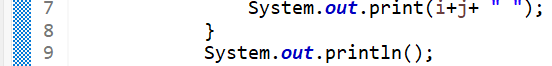 7 System.out.print(i+j+ " ");
8 }
9 System.out.println();